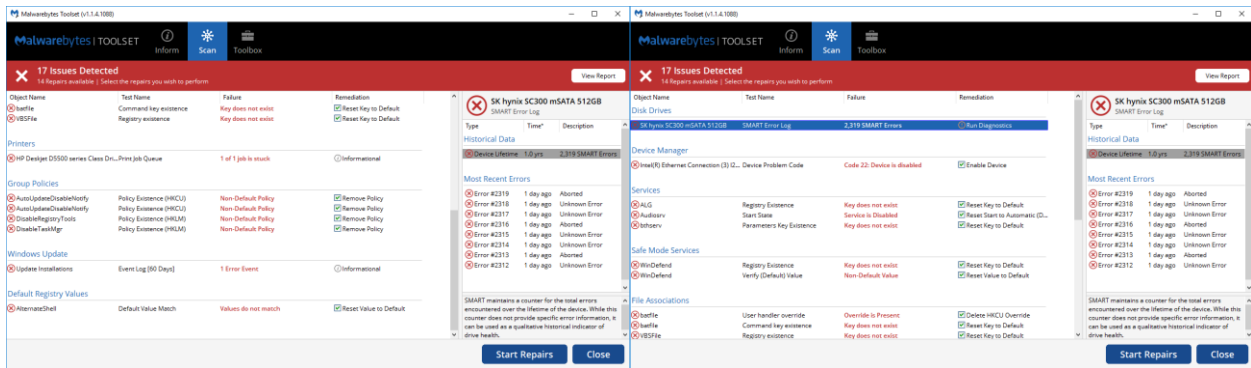 Malwarebytes Toolset (v1.1.4.1088)
Malwarebytes | TOOLSET
Inform
Scan
Toolbox
17 Issues Detected
14 Repairs available | Select the repairs you wish to perform
View Report
Object Name Test Name Failure Remediation
batfile Command key existence Key does not exist Reset Key to Default
VBSFile Registry existence Key does not exist Reset Key to Default
Printers
HP Deskjet D5500 series Class Dri... Print Job Queue 1 of 1 job is stuck Informational
Group Policies
AutoUpdateDisableNotify Policy Existence (HKCU) Non-Default Policy Remove Policy
AutoUpdateDisableNotify Policy Existence (HKLM) Non-Default Policy Remove Policy
DisableRegistryTools Policy Existence (HKLM) Non-Default Policy Remove Policy
DisableTaskMgr Policy Existence (HKLM) Non-Default Policy Remove Policy
Windows Update
Update Installations Event Log [60 Days] 1 Error Event Informational
Default Registry Values
AlternateShell Default Value Match Values do not match Reset Value to Default
SK hynix SC300 mSATA 512GB
SMART Error Log
Type Time* Description
Historical Data
Device Lifetime 1.0 yrs 2,319 SMART Errors
Most Recent Errors
Error #2319 1 day ago Aborted
Error #2318 1 day ago Unknown Error
Error #2317 1 day ago Unknown Error
Error #2316 1 day ago Aborted
Error #2315 1 day ago Unknown Error
Error #2314 1 day ago Unknown Error
Error #2313 1 day ago Aborted
Error #2312 1 day ago Unknown Error
SMART maintains a counter for the total errors
encountered over the lifetime of the device. While this
counter does not provide specific error information, it
can be used as a qualitative historical indicator of
drive health.
Start Repairs
Close
Malwarebytes Toolset (v1.1.4.1088)
Malwarebytes | TOOLSET
Inform
Scan
Toolbox
17 Issues Detected
14 Repairs available | Select the repairs you wish to perform
View Report
Object Name Test Name Failure Remediation
Disk Drives
SK hynix SC300 mSATA 512GB SMART Error Log 2,319 SMART Errors Run Diagnostics
Device Manager
Intel(R) Ethernet Connection (3) I2... Device Problem Code Code 22: Device is disabled Enable Device
Services
ALG Registry Existence Key does not exist Reset Key to Default
Audiosrv Start State Service is Disabled Reset Start to Automatic (D...
bthserv Parameters Key Existence Key does not exist Reset Key to Default
Safe Mode Services
WinDefend Registry Existence Key does not exist Reset Key to Default
WinDefend Verify (Default) Value Non-Default Value Reset Value to Default
File Associations
batfile User handler override Override is Present Delete HKCU Override
batfile Command key existence Key does not exist Reset Key to Default
VBSFile Registry existence Key does not exist Reset Key to Default
SK hynix SC300 mSATA 512GB
SMART Error Log
Type Time* Description
Historical Data
Device Lifetime 1.0 yrs 2,319 SMART Errors
Most Recent Errors
Error #2319 1 day ago Aborted
Error #2318 1 day ago Unknown Error
Error #2317 1 day ago Unknown Error
Error #2316 1 day ago Aborted
Error #2315 1 day ago Unknown Error
Error #2314 1 day ago Unknown Error
Error #2313 1 day ago Aborted
Error #2312 1 day ago Unknown Error
SMART maintains a counter for the total errors
encountered over the lifetime of the device. While this
counter does not provide specific error information, it
can be used as a qualitative historical indicator of
drive health.
Start Repairs
Close